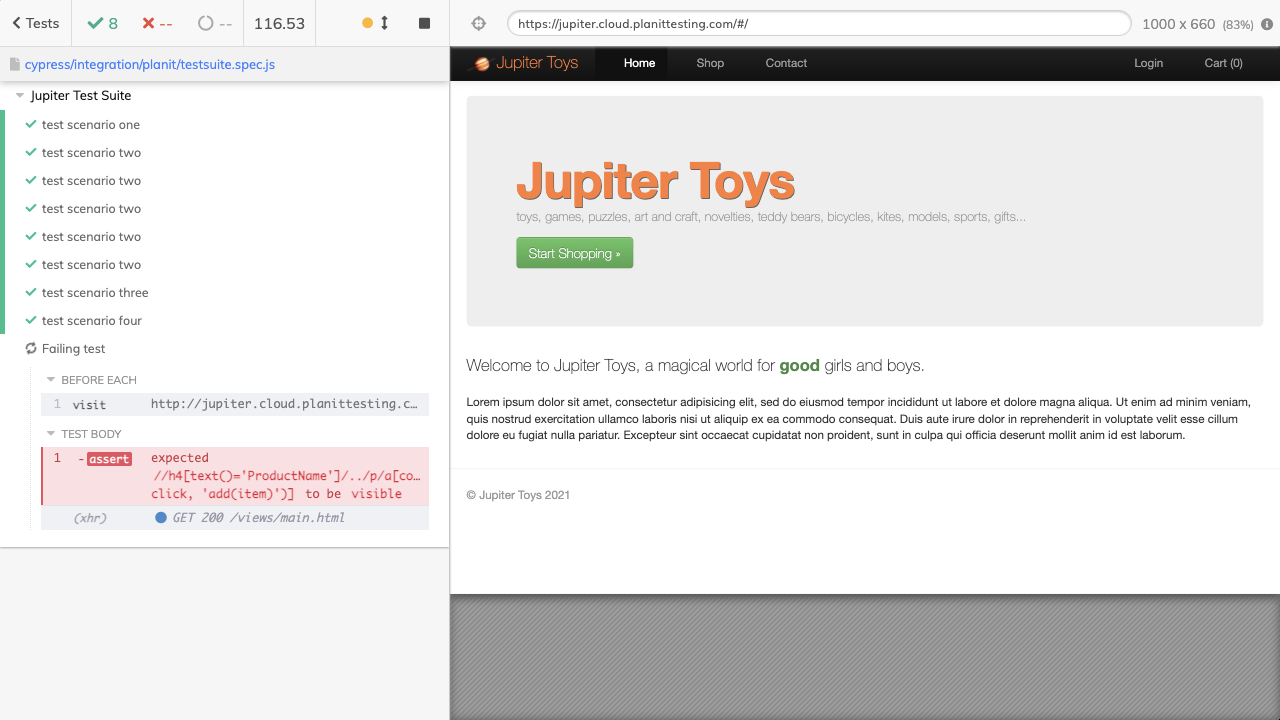 Tests
8
--
--
116.53
https://jupiter.cloud.planittesting.com/#/
1000 x 660 (83%)
cypress/integration/planit/testsuite.spec.js
Jupiter Test Suite
test scenario one
test scenario two
test scenario two
test scenario two
test scenario two
test scenario two
test scenario three
test scenario four
Failing test
BEFORE EACH
1 visit http://jupiter.cloud.planittesting.c…
TEST BODY
1 -assert expected
//h4[text()='ProductName']/../p/a[co…
click, 'add(item)')] to be visible
(xhr) GET 200 /views/main.html
Jupiter Toys Home Shop Contact Login Cart (0)
Jupiter Toys
toys, games, puzzles, art and craft, novelties, teddy bears, bicycles, kites, models, sports, gifts...
Start Shopping »
Welcome to Jupiter Toys, a magical world for good girls and boys.
Lorem ipsum dolor sit amet, consectetur adipisicing elit, sed do eiusmod tempor incididunt ut labore et dolore magna aliqua. Ut enim ad minim veniam,
quis nostrud exercitation ullamco laboris nisi ut aliquip ex ea commodo consequat. Duis aute irure dolor in reprehenderit in voluptate velit esse cillum
dolore eu fugiat nulla pariatur. Excepteur sint occaecat cupidatat non proident, sunt in culpa qui officia deserunt mollit anim id est laborum.
© Jupiter Toys 2021